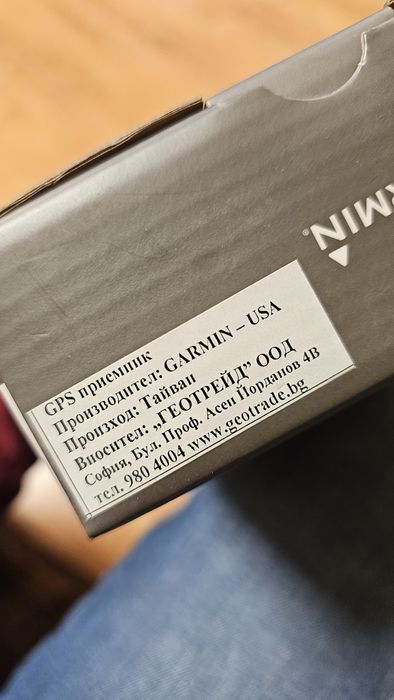 RMIN®
GPS приемник
Производител: GARMIN – USA
Произход: Тайван
Вносител: „ГЕОТРЕЙД” ООД
София, Бул. Проф. Асен Йорданов 4В
тел. 980 4004 www.geotrade.bg